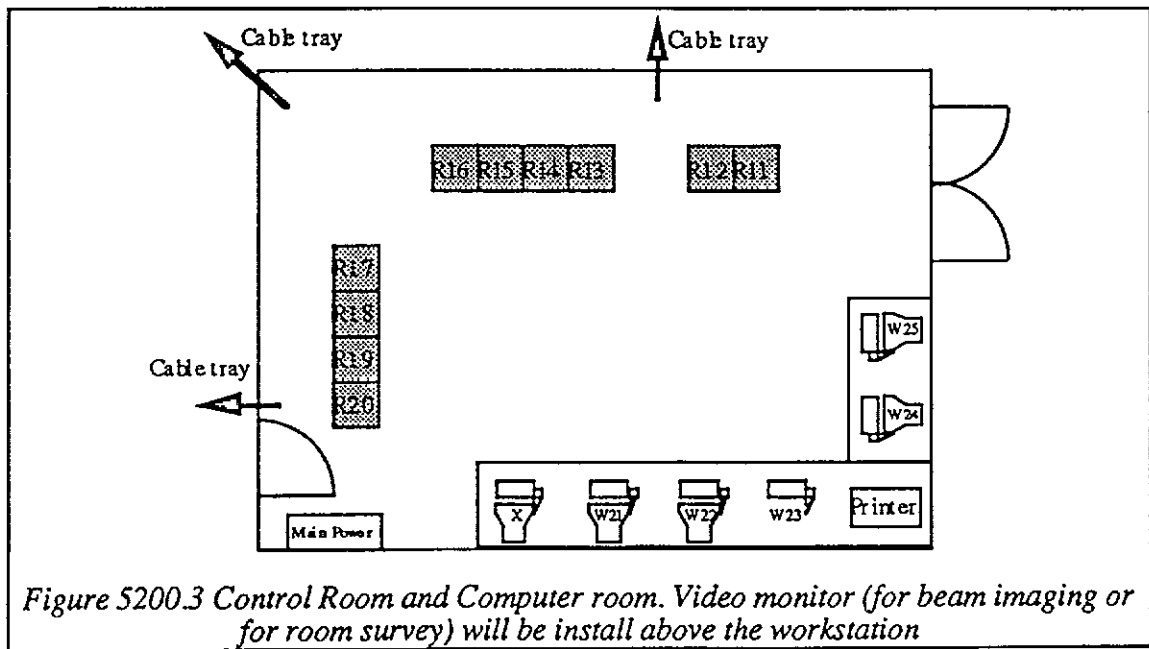 Cable tray
Cable tray
R16 R15 R14 R13
R12 R11
R17
R18
R19
R20
Cable tray
W25
W24
X
W21
W22
W23
Printer
Main Power
Figure 5200.3 Control Room and Computer room. Video monitor (for beam imaging or
for room survey) will be install above the workstation